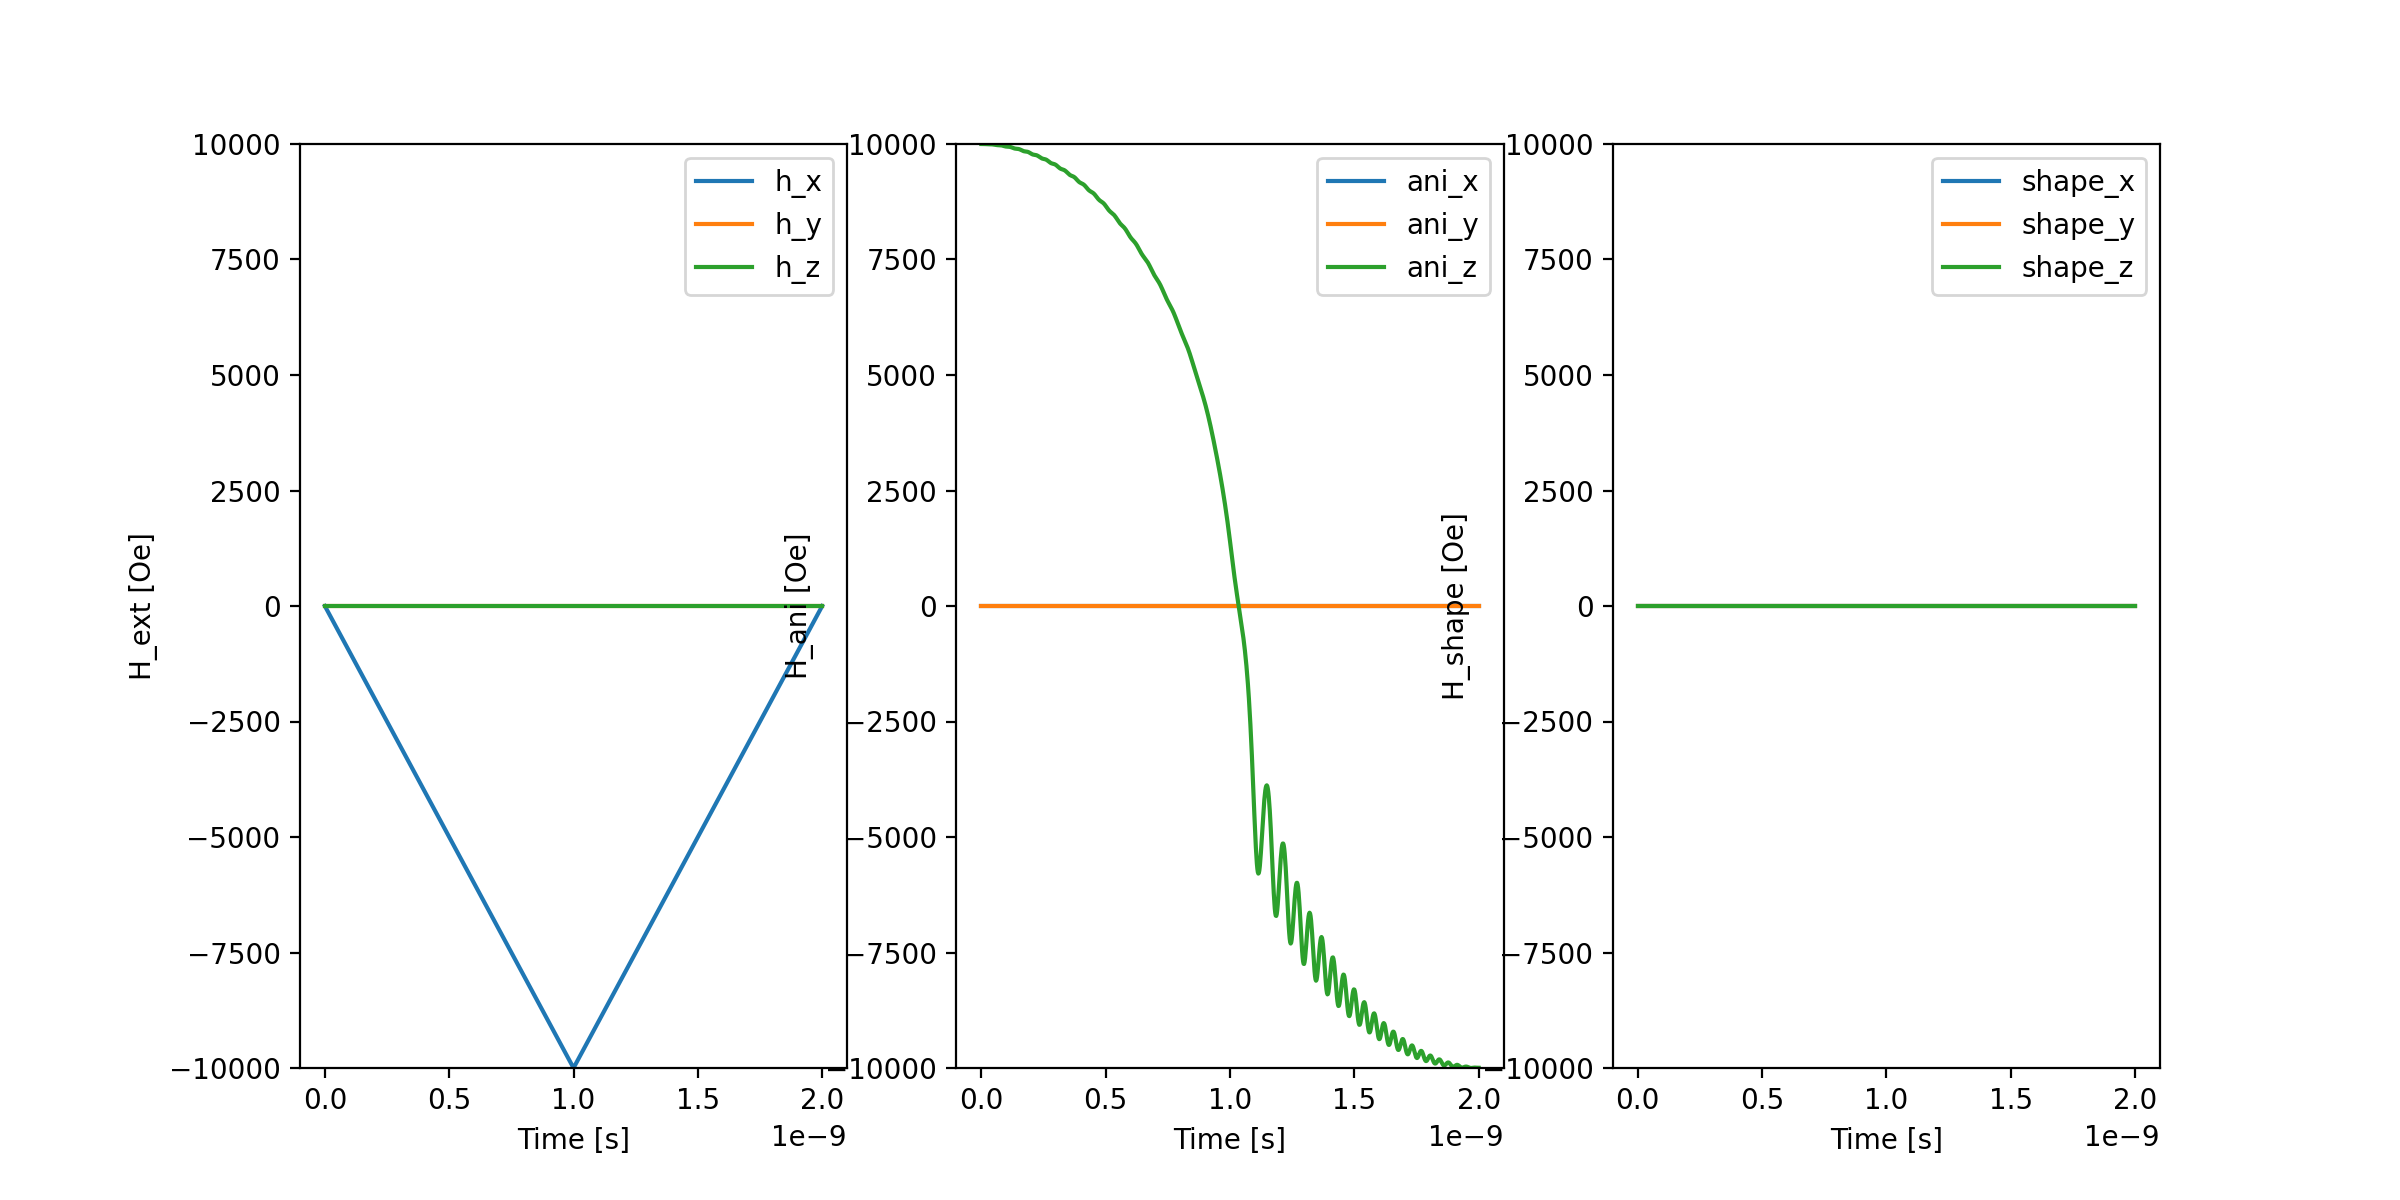 H_ext [Oe]
10000
7500
5000
2500
0
−2500
−5000
−7500
−10000
h_x
h_y
h_z
0.0 0.5 1.0 1.5 2.0
Time [s]
1e−9
H_ani [Oe]
10000
7500
5000
2500
0
−2500
−5000
−7500
−10000
ani_x
ani_y
ani_z
0.0 0.5 1.0 1.5 2.0
Time [s]
1e−9
H_shape [Oe]
10000
7500
5000
2500
0
−2500
−5000
−7500
−10000
shape_x
shape_y
shape_z
0.0 0.5 1.0 1.5 2.0
Time [s]
1e−9